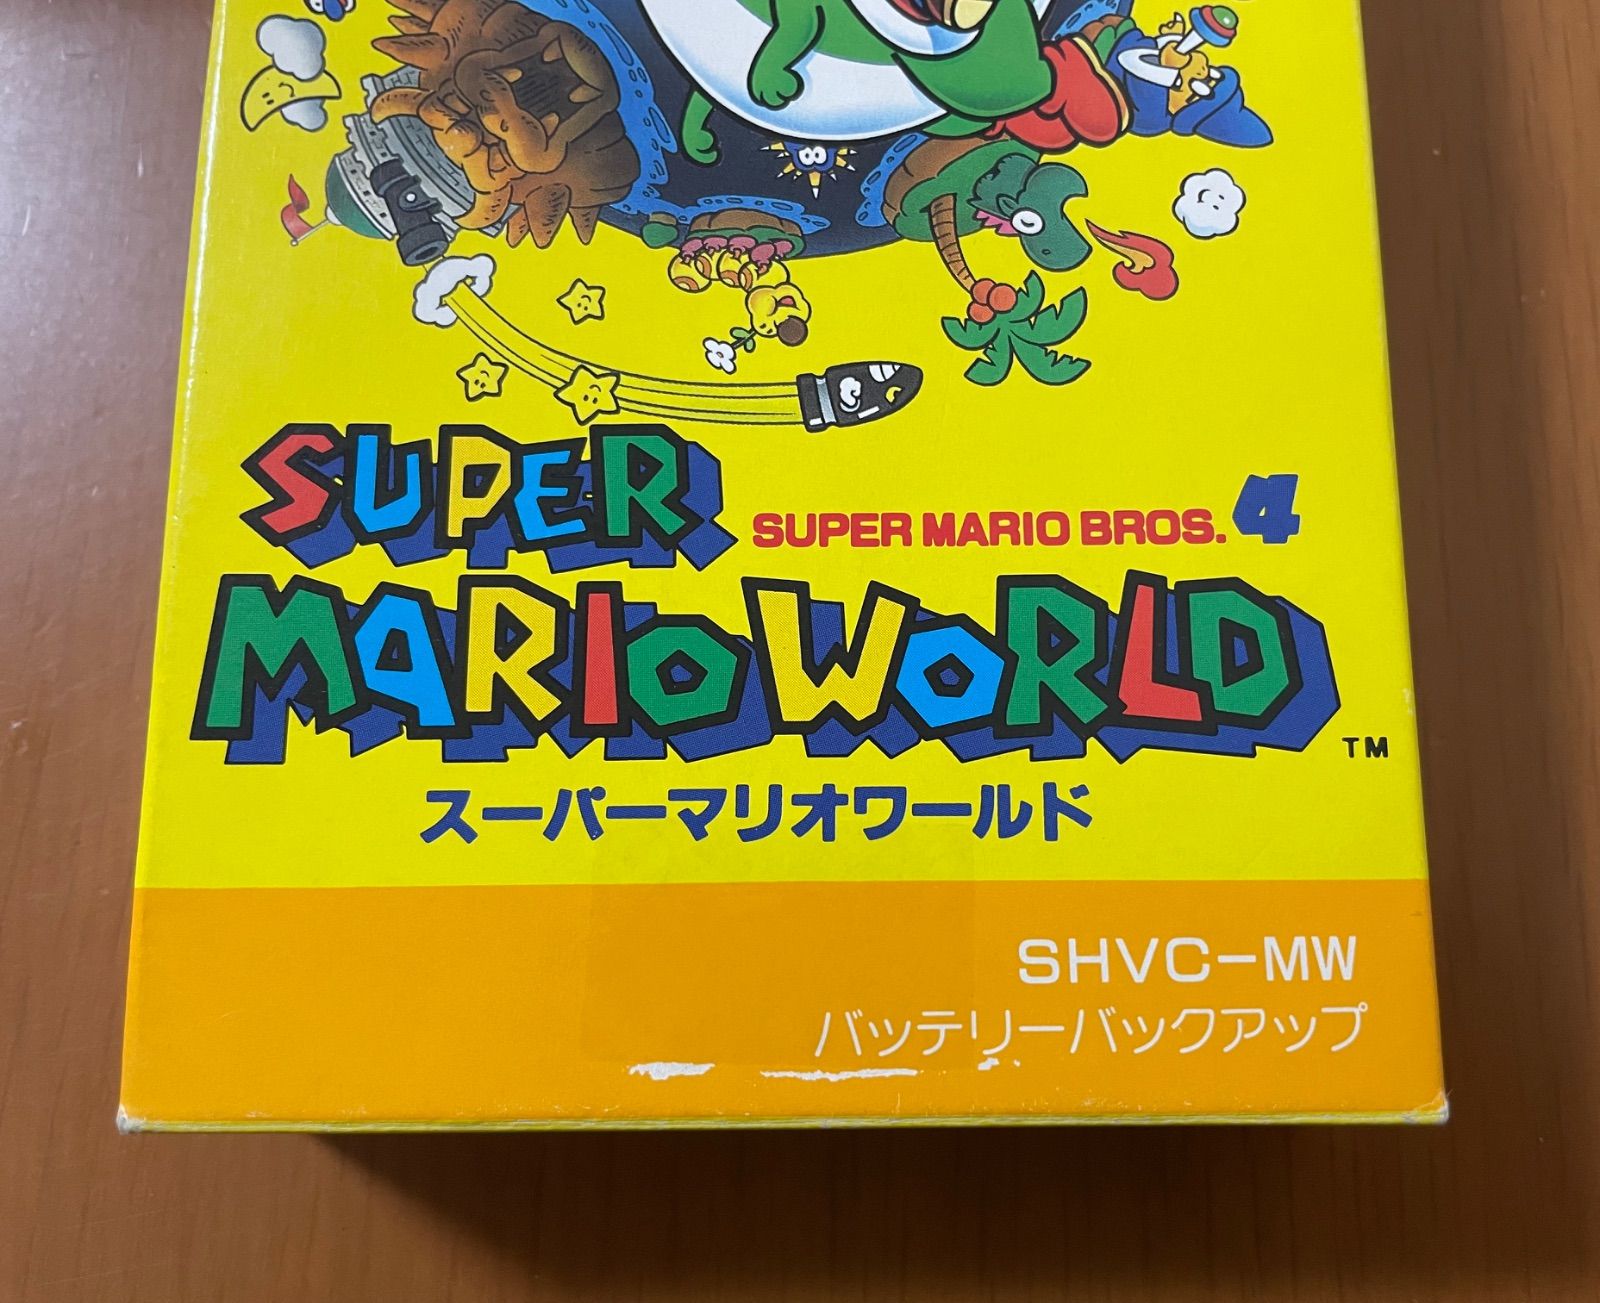 SUPER
SUPER MARIO BROS. 4
MARIO WORLD TM
スーパーマリオワールド
SHVC-MW
バッテリーバックアップ